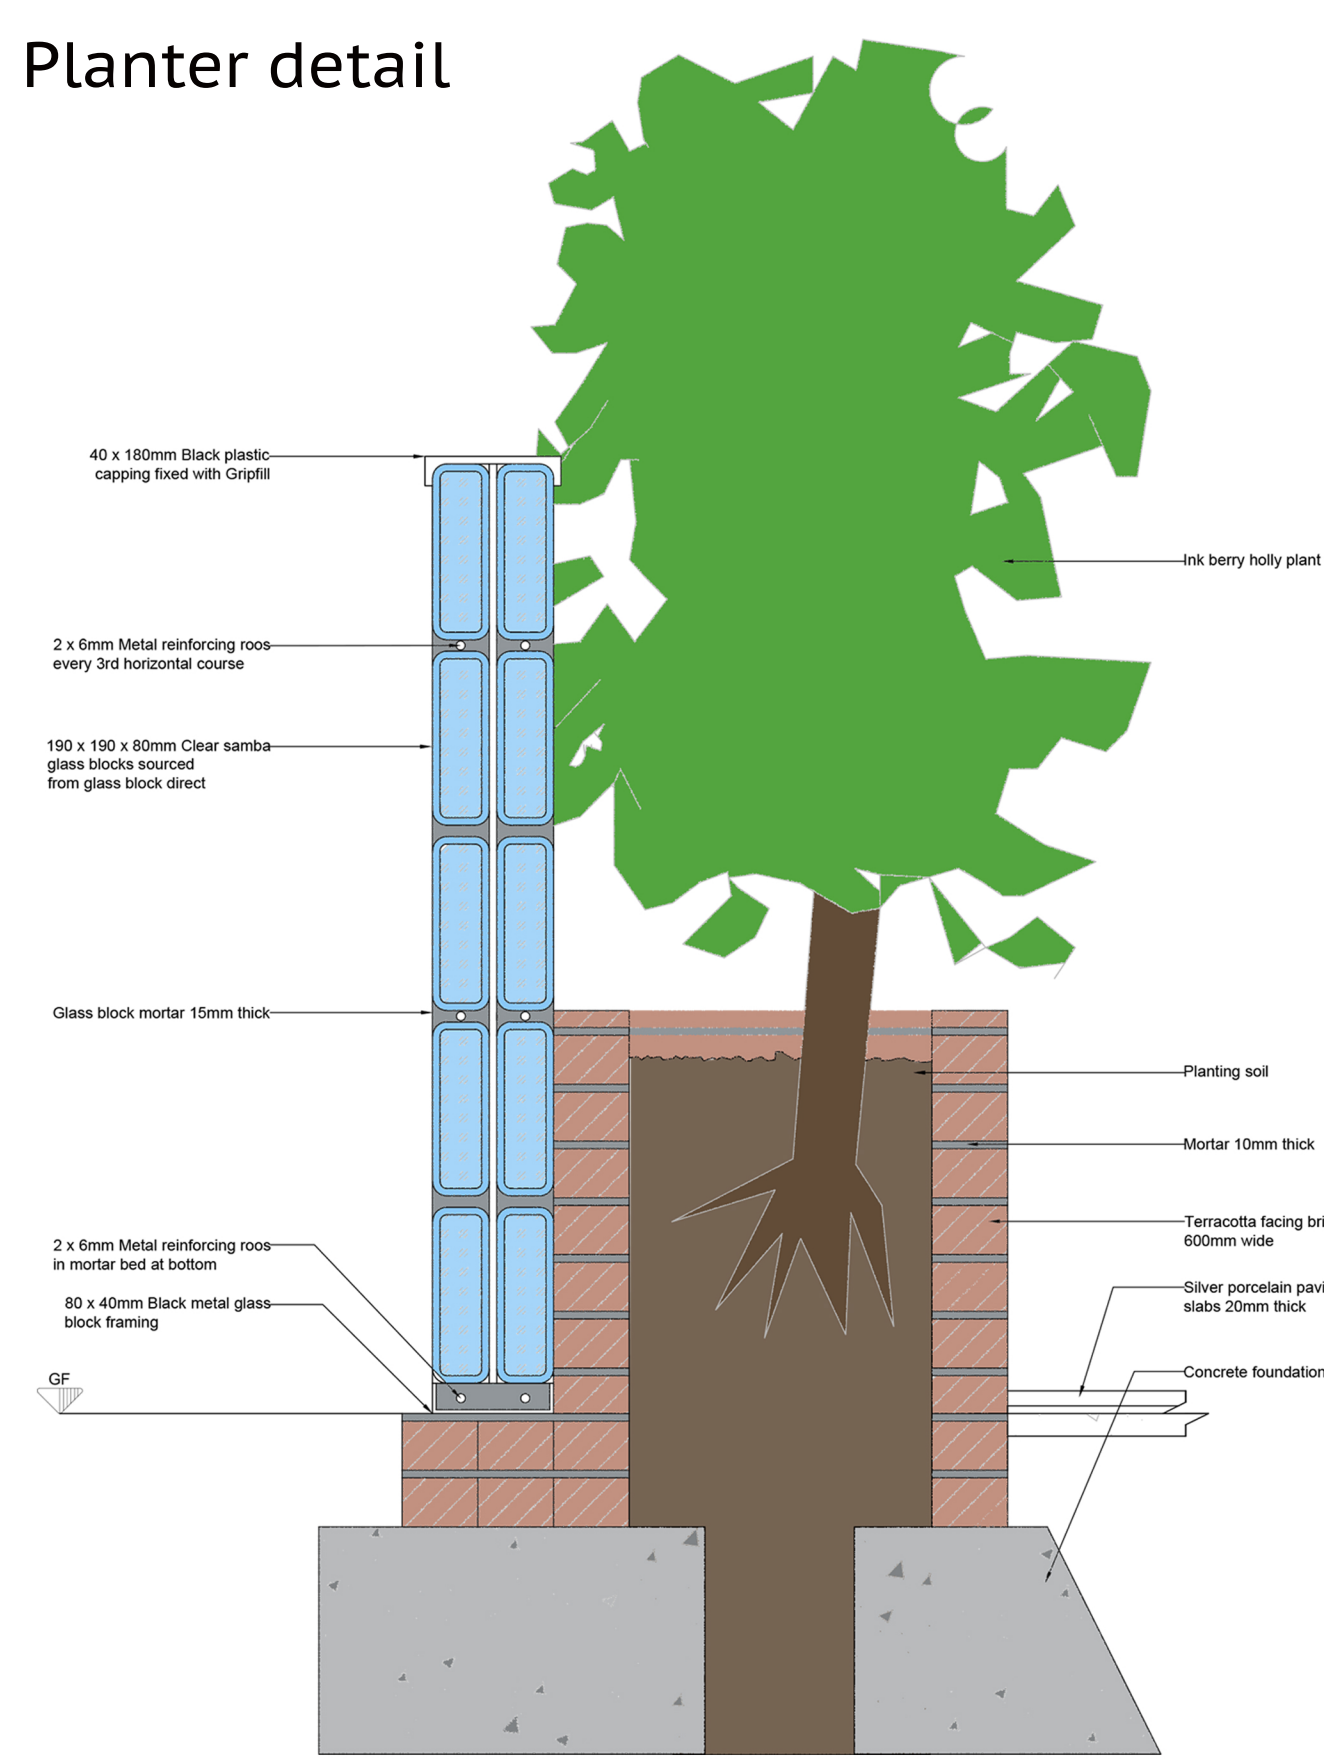 Planter detail
40 x 180mm Black plastic
capping fixed with Gripfill
Ink berry holly plant
2 x 6mm Metal reinforcing roos
every 3rd horizontal course
190 x 190 x 80mm Clear samba
glass blocks sourced
from glass block direct
Glass block mortar 15mm thick
Planting soil
Mortar 10mm thick
Terracotta facing bri
600mm wide
2 x 6mm Metal reinforcing roos
in mortar bed at bottom
Silver porcelain pavi
slabs 20mm thick
80 x 40mm Black metal glass
block framing
Concrete foundation
GF